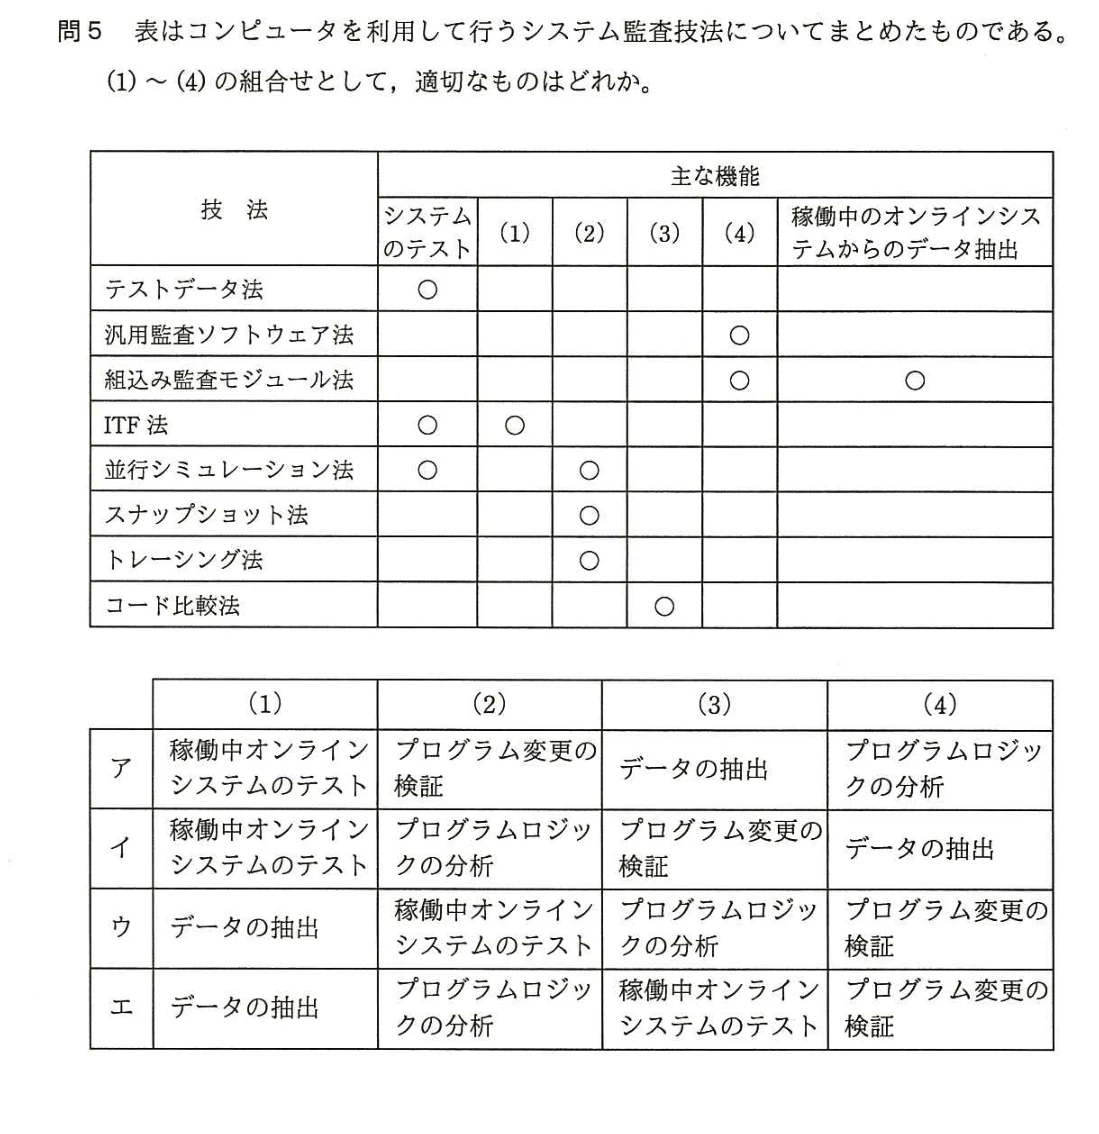 問5 表はコンピュータを利用して行うシステム監査技法についてまとめたものである。
(1)～(4)の組合せとして，適切なものはどれか。
技 法
主な機能
システムのテスト
(1)
(2)
(3)
(4)
稼働中のオンラインシステムからのデータ抽出
テストデータ法 ○
汎用監査ソフトウェア法 ○
組込み監査モジュール法 ○ ○
ITF 法 ○ ○
並行シミュレーション法 ○ ○
スナップショット法 ○
トレーシング法 ○
コード比較法 ○
(1) (2) (3) (4)
ア
稼働中オンライン
システムのテスト
プログラム変更の
検証
データの抽出
プログラムロジッ
クの分析
イ
稼働中オンライン
システムのテスト
プログラムロジッ
クの分析
プログラム変更の
検証
データの抽出
ウ
データの抽出
稼働中オンライン
システムのテスト
プログラムロジッ
クの分析
プログラム変更の
検証
エ
データの抽出
プログラムロジッ
クの分析
稼働中オンライン
システムのテスト
プログラム変更の
検証